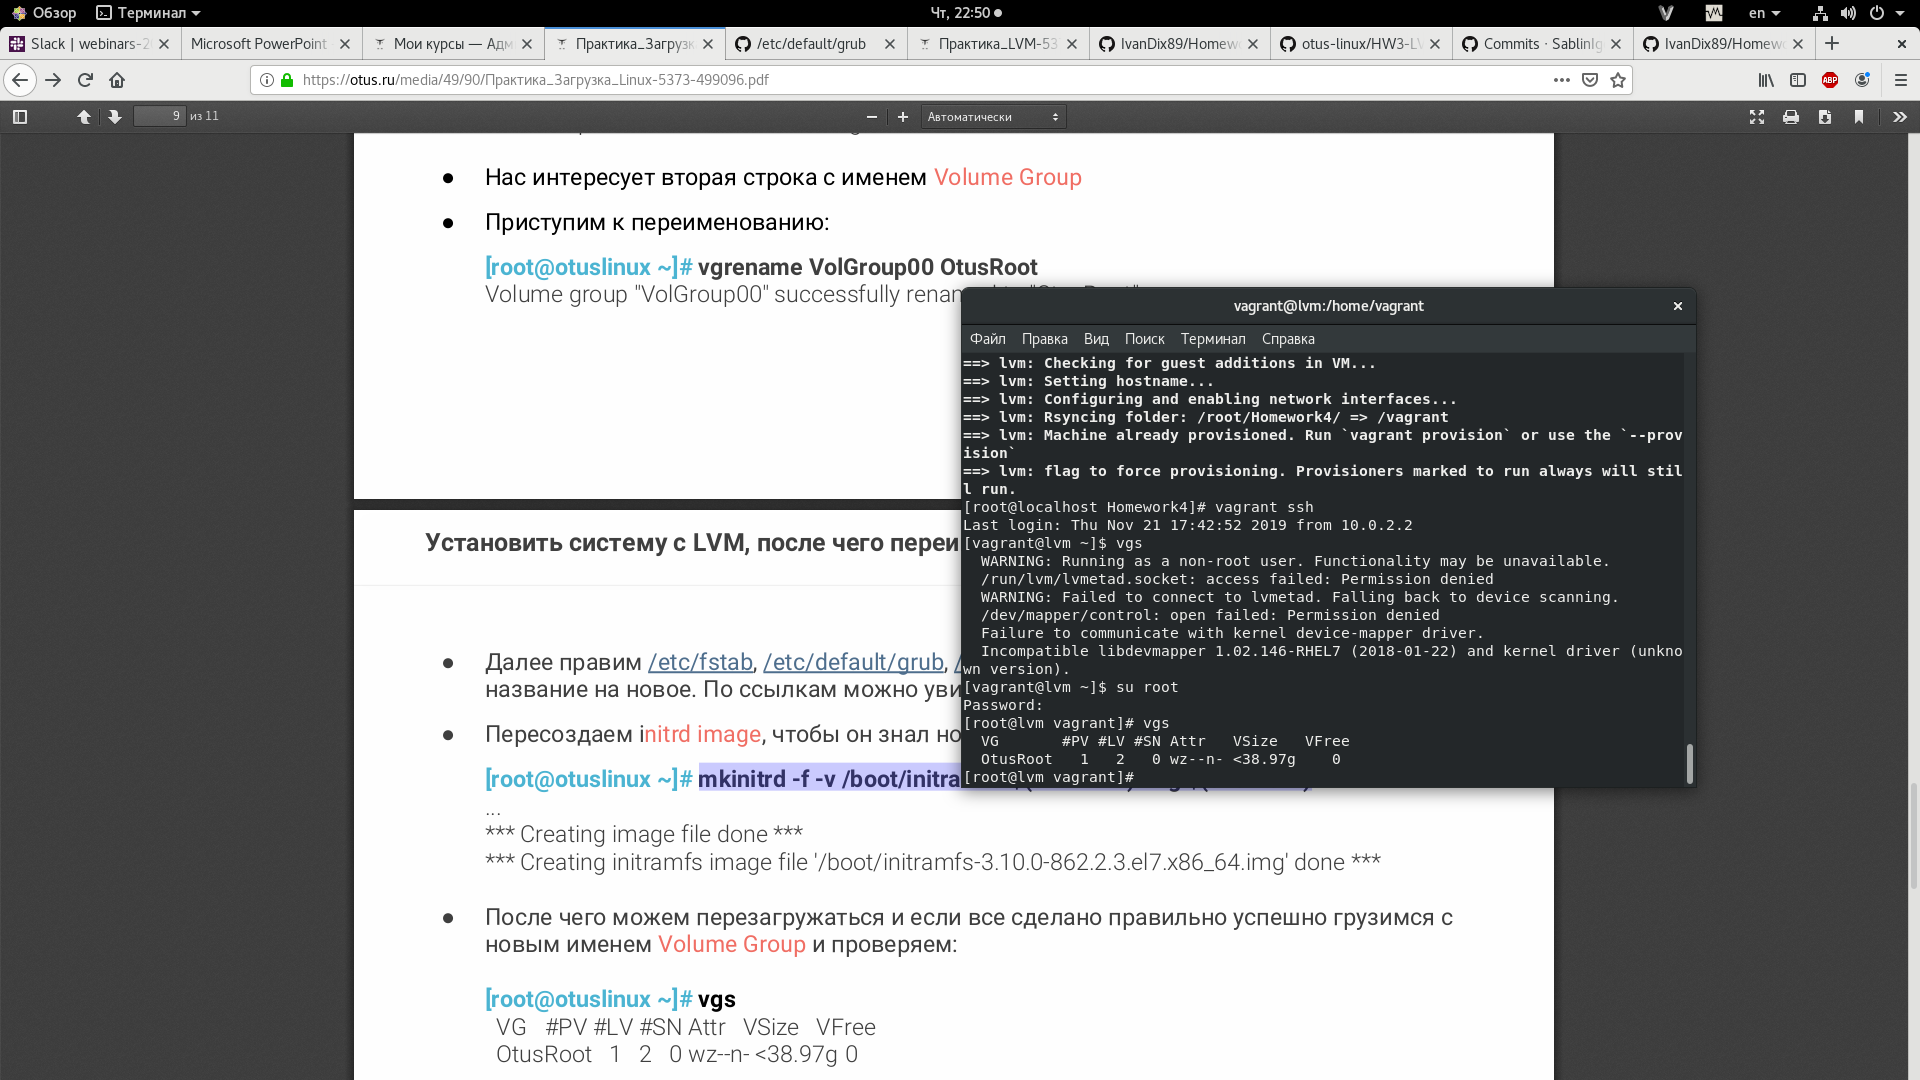 Обзор Терминал Чт, 22:50 en
Slack | webinars-2 Microsoft PowerPoint Мои курсы — Адм Практика_Загрузк /etc/default/grub Практика_LVM-53 IvanDix89/Homew otus-linux/HW3-LV Commits · SablinIg IvanDix89/Homew
https://otus.ru/media/49/90/Практика_Загрузка_Linux-5373-499096.pdf ABP
9 из 11 Автоматически
● Нас интересует вторая строка с именем Volume Group
● Приступим к переименованию:
[root@otuslinux ~]# vgrename VolGroup00 OtusRoot
Volume group "VolGroup00" successfully rena
Установить систему с LVM, после чего переи
● Далее правим /etc/fstab, /etc/default/grub, /
название на новое. По ссылкам можно уви
● Пересоздаем initrd image, чтобы он знал но
[root@otuslinux ~]# mkinitrd -f -v /boot/initra
...
*** Creating image file done ***
*** Creating initramfs image file '/boot/initramfs-3.10.0-862.2.3.el7.x86_64.img' done ***
● После чего можем перезагружаться и если все сделано правильно успешно грузимся с
новым именем Volume Group и проверяем:
[root@otuslinux ~]# vgs
VG #PV #LV #SN Attr VSize VFree
OtusRoot 1 2 0 wz--n- <38.97g 0
vagrant@lvm:/home/vagrant
Файл Правка Вид Поиск Терминал Справка
==> lvm: Checking for guest additions in VM...
==> lvm: Setting hostname...
==> lvm: Configuring and enabling network interfaces...
==> lvm: Rsyncing folder: /root/Homework4/ => /vagrant
==> lvm: Machine already provisioned. Run `vagrant provision` or use the `--prov
ision`
==> lvm: flag to force provisioning. Provisioners marked to run always will stil
l run.
[root@localhost Homework4]# vagrant ssh
Last login: Thu Nov 21 17:42:52 2019 from 10.0.2.2
[vagrant@lvm ~]$ vgs
WARNING: Running as a non-root user. Functionality may be unavailable.
/run/lvm/lvmetad.socket: access failed: Permission denied
WARNING: Failed to connect to lvmetad. Falling back to device scanning.
/dev/mapper/control: open failed: Permission denied
Failure to communicate with kernel device-mapper driver.
Incompatible libdevmapper 1.02.146-RHEL7 (2018-01-22) and kernel driver (unkno
wn version).
[vagrant@lvm ~]$ su root
Password:
[root@lvm vagrant]# vgs
VG #PV #LV #SN Attr VSize VFree
OtusRoot 1 2 0 wz--n- <38.97g 0
[root@lvm vagrant]#